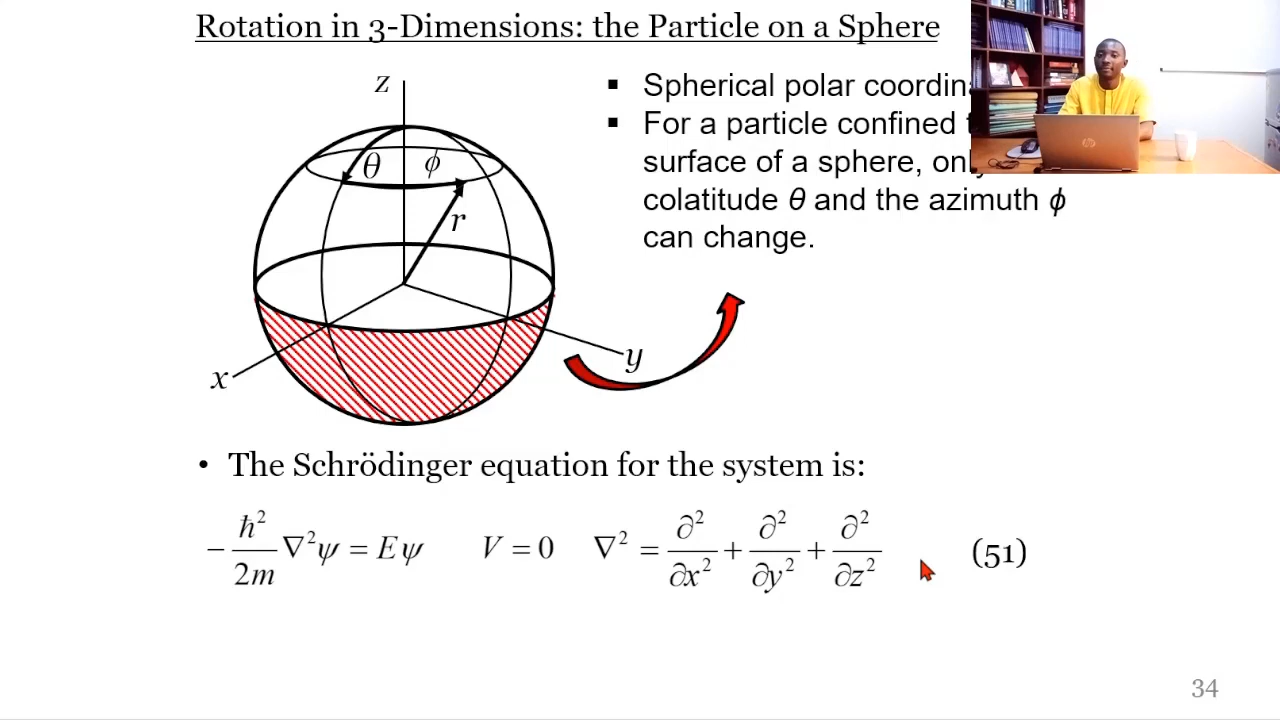 Rotation in 3-Dimensions: the Particle on a Sphere
z
θ
ϕ
r
x
y
▪ Spherical polar
▪ For a particle confined
surface of a sphere,
colatitude θ and the azimuth ϕ
can change.
• The Schrödinger equation for the system is:
−ħ²/2m ∇²ψ = Eψ V = 0 ∇² = ∂²/∂x² + ∂²/∂y² + ∂²/∂z² (51)
34
hp